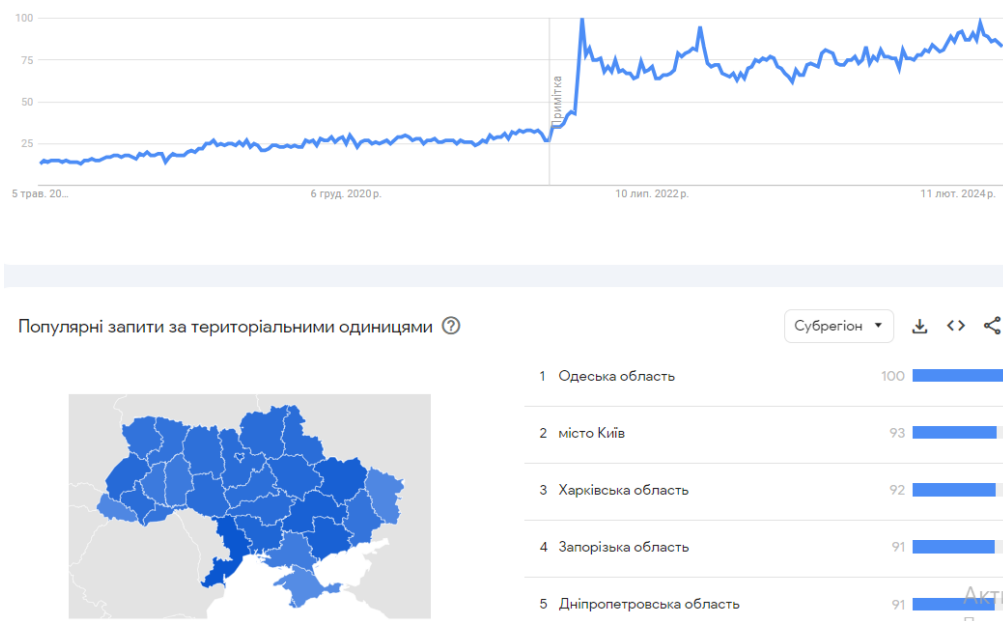 100
75
50
25
Примітка
5 трав. 20...
6 груд. 2020 р.
10 лип. 2022 р.
11 лют. 2024 р.
Популярні запити за територіальними одиницями
Субрегіон
1 Одеська область 100
2 місто Київ 93
3 Харківська область 92
4 Запорізька область 91
5 Дніпропетровська область 91